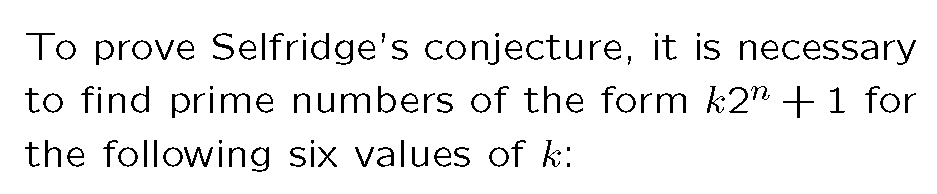 To prove Selfridge's conjecture, it is necessary
to find prime numbers of the form k2ⁿ + 1 for
the following six values of k: